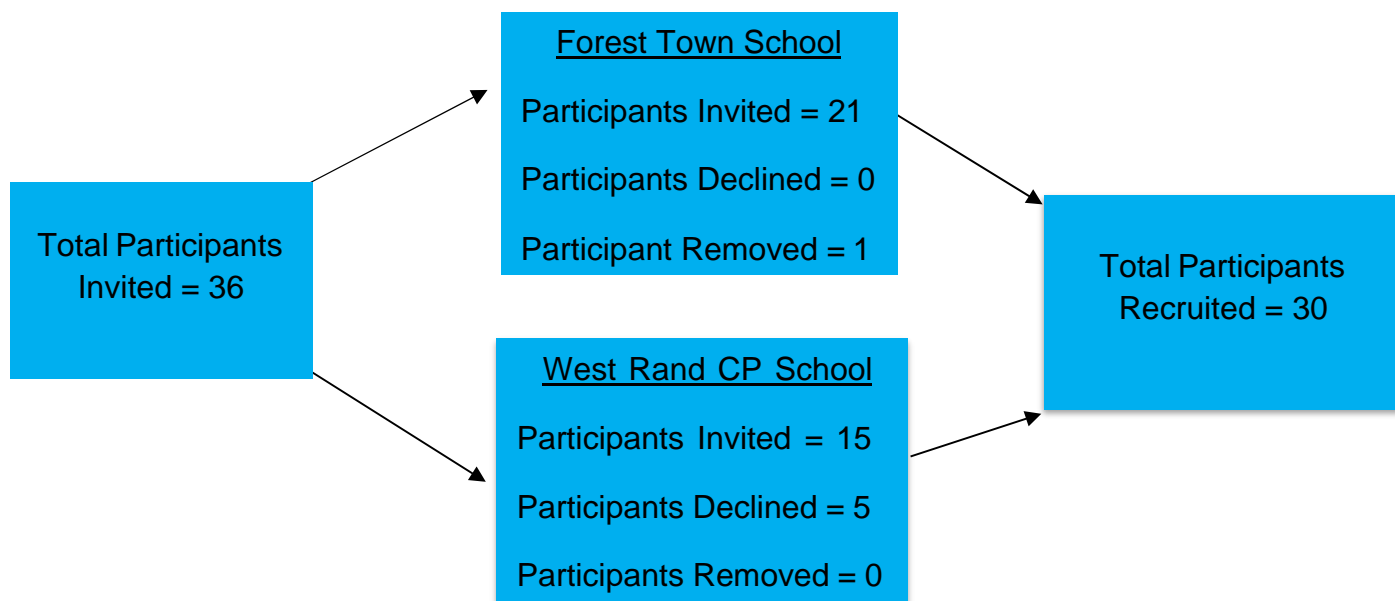 Total Participants
Invited = 36
Forest Town School
Participants Invited = 21
Participants Declined = 0
Participant Removed = 1
West Rand CP School
Participants Invited = 15
Participants Declined = 5
Participants Removed = 0
Total Participants
Recruited = 30